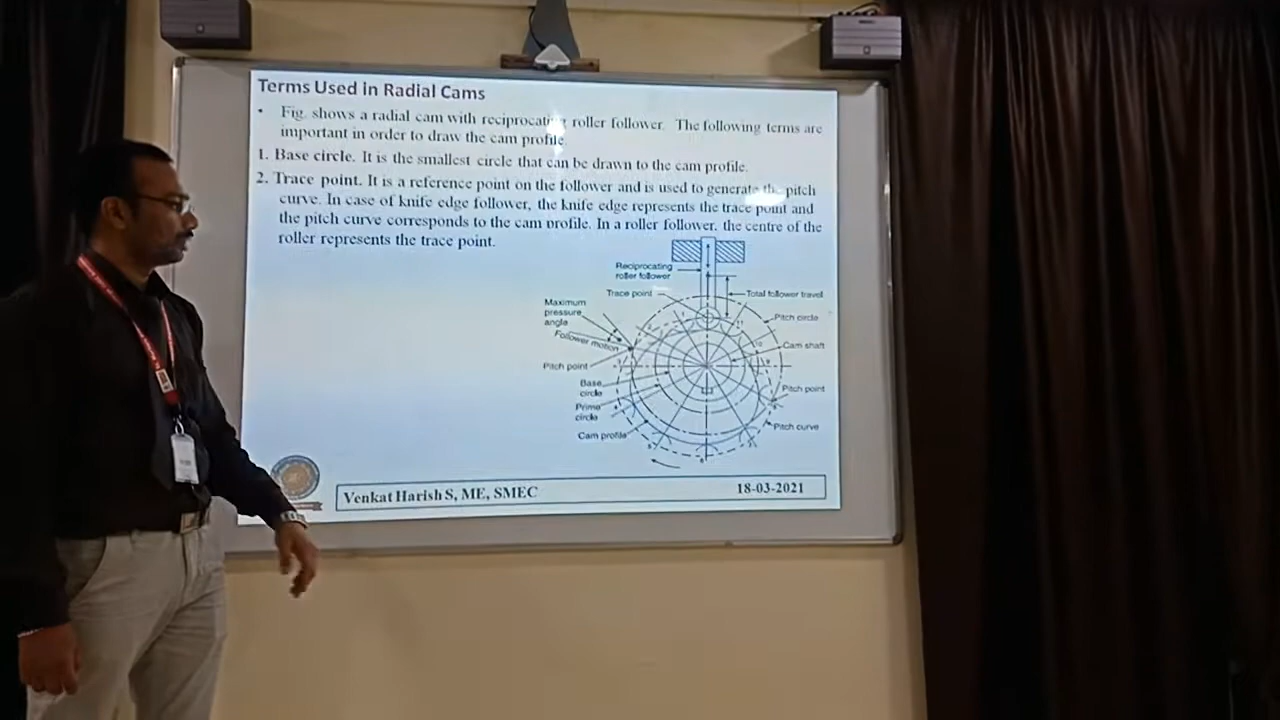 Terms Used in Radial Cams
• Fig. shows a radial cam with reciprocating roller follower. The following terms are
important in order to draw the cam profile.
1. Base circle. It is the smallest circle that can be drawn to the cam profile.
2. Trace point. It is a reference point on the follower and is used to generate the pitch
curve. In case of knife edge follower, the knife edge represents the trace point and
the pitch curve corresponds to the cam profile. In a roller follower, the centre of the
roller represents the trace point.
Reciprocating
roller follower
Trace point
Total follower travel
Maximum
pressure
angle
Pitch circle
Follower motion
Cam shaft
Pitch point
Base
circle
Pitch point
Prime
circle
Pitch curve
Cam profile
Venkat Harish S, ME, SMEC
18-03-2021